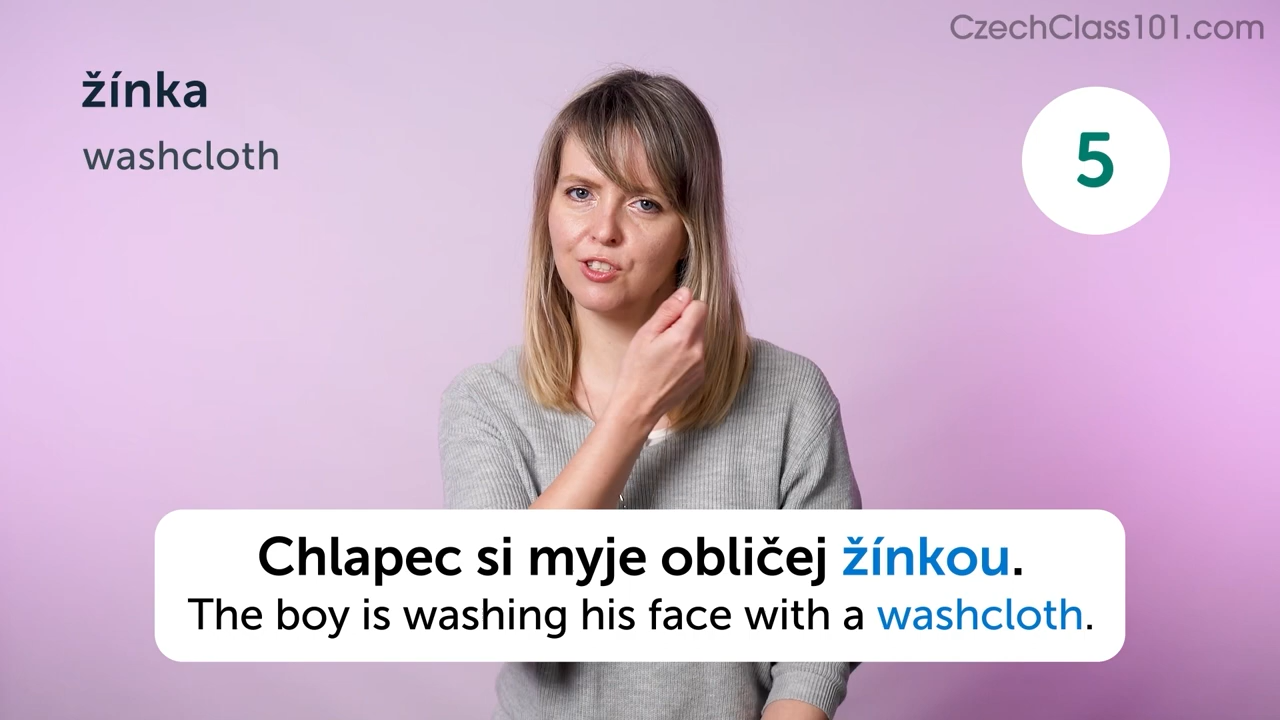 CzechClass101.com
žínka
washcloth
5
Chlapec si myje obličej žínkou.
The boy is washing his face with a washcloth.